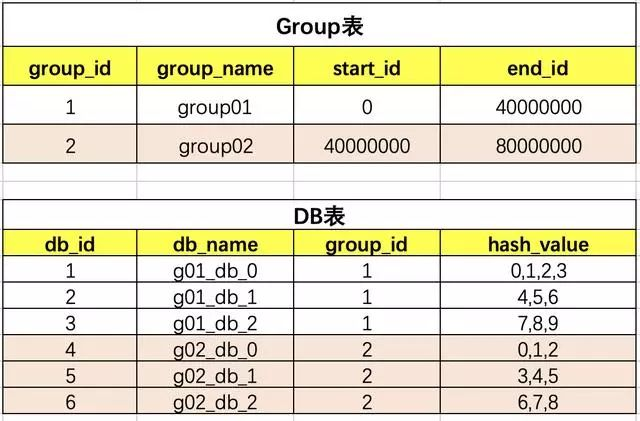 Group表
group_id group_name start_id end_id
1 group01 0 40000000
2 group02 40000000 80000000
DB表
db_id db_name group_id hash_value
1 g01_db_0 1 0,1,2,3
2 g01_db_1 1 4,5,6
3 g01_db_2 1 7,8,9
4 g02_db_0 2 0,1,2
5 g02_db_1 2 3,4,5
6 g02_db_2 2 6,7,8